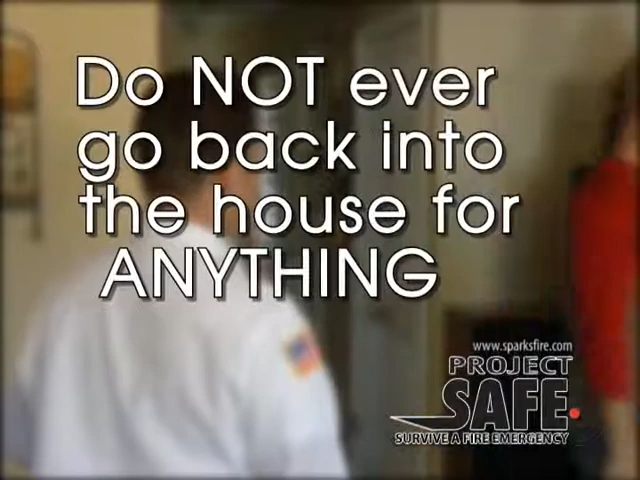 Do NOT ever
go back into
the house for
ANYTHING
www.sparksfire.com
PROJECT
SAFE
SURVIVE A FIRE EMERGENCY